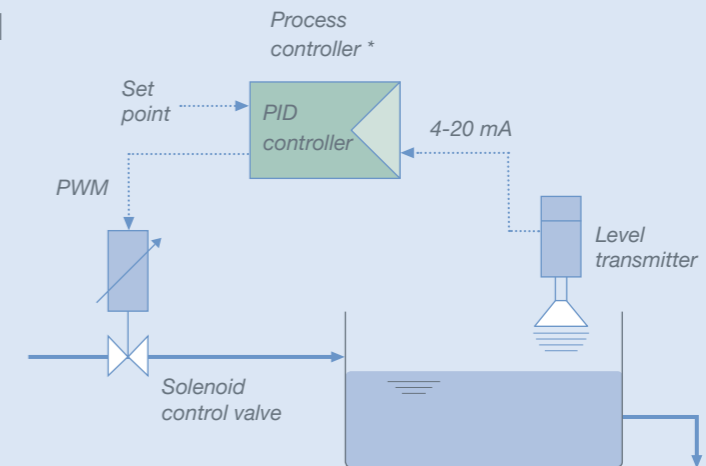 Process
controller *
Set
point
PID
controller
4-20 mA
PWM
Level
transmitter
Solenoid
control valve